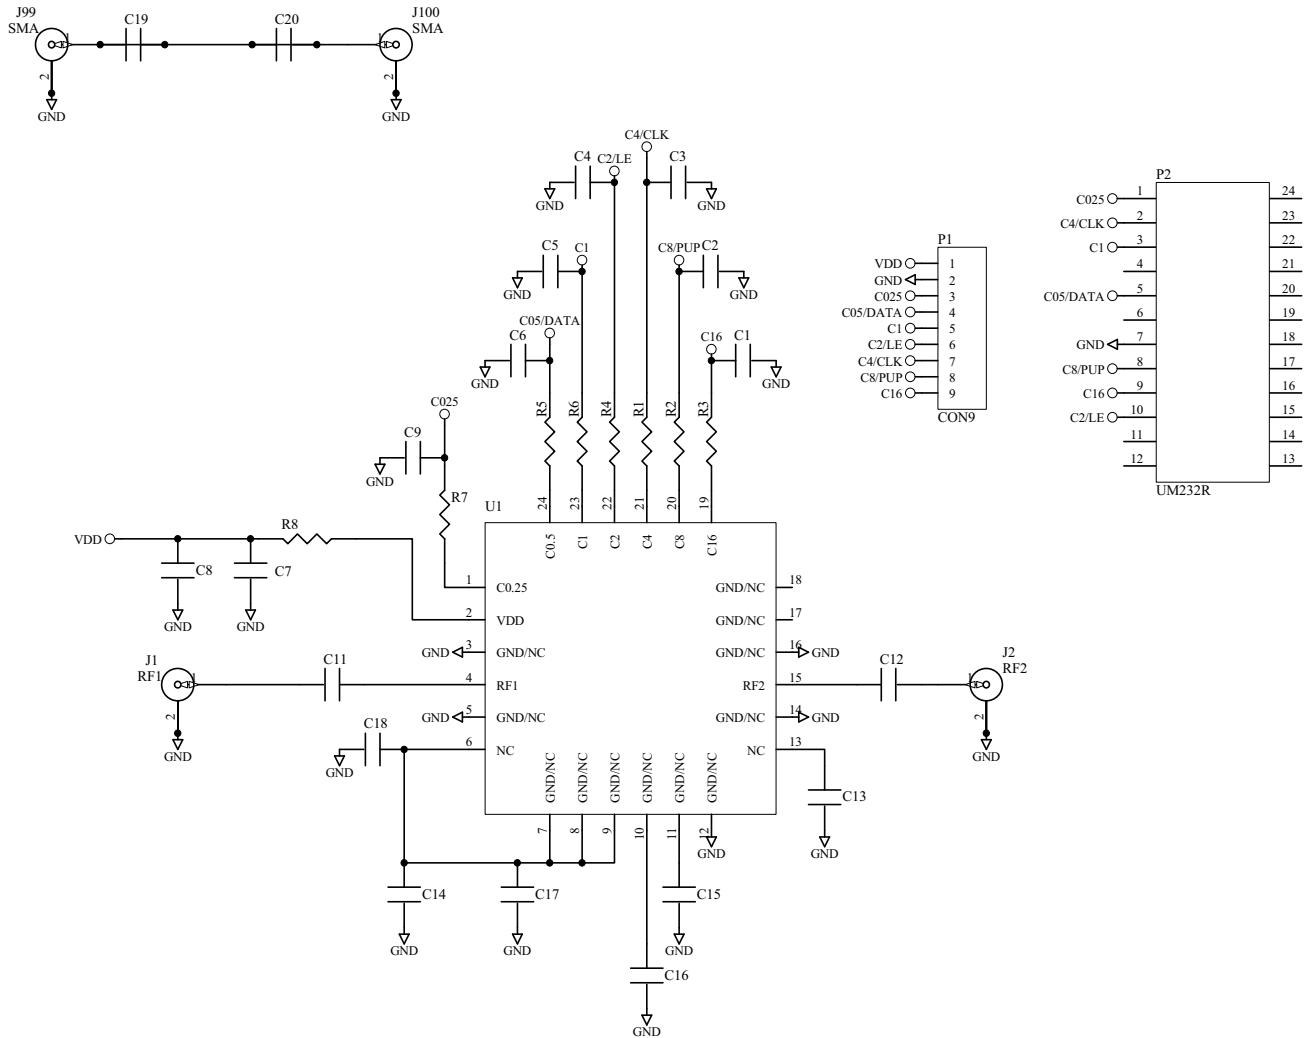 J99
SMA
C19
C20
J100
SMA
1
1
2
2
GND
GND
C4/CLK
C4
C2/LE
C3
GND
GND
C5
C1
C8/PUP
C2
GND
GND
C05/DATA
C6
C16
C1
GND
GND
C025
C9
GND
R5
R6
R4
R1
R2
R3
R7
U1
24
23
22
21
20
19
C0.5
C1
C2
C4
C8
C16
VDD
R8
C8
C7
GND
GND
1
C0.25
2
VDD
GND
3
GND/NC
4
RF1
GND
5
GND/NC
6
NC
GND/NC
18
GND/NC
17
GND/NC
16
GND
RF2
15
GND/NC
14
GND
NC
13
J1
RF1
1
2
GND
C11
C12
J2
RF2
1
2
GND
C18
GND
GND/NC
GND/NC
GND/NC
GND/NC
GND/NC
GND/NC
7
8
9
10
11
12
GND
C13
GND
C14
C17
C15
GND
GND
GND
C16
GND
P1
VDD
1
GND
2
C025
3
C05/DATA
4
C1
5
C2/LE
6
C4/CLK
7
C8/PUP
8
C16
9
CON9
P2
C025
1
24
C4/CLK
2
23
C1
3
22
4
21
C05/DATA
5
20
6
19
GND
7
18
C8/PUP
8
17
C16
9
16
C2/LE
10
15
11
14
12
13
UM232R